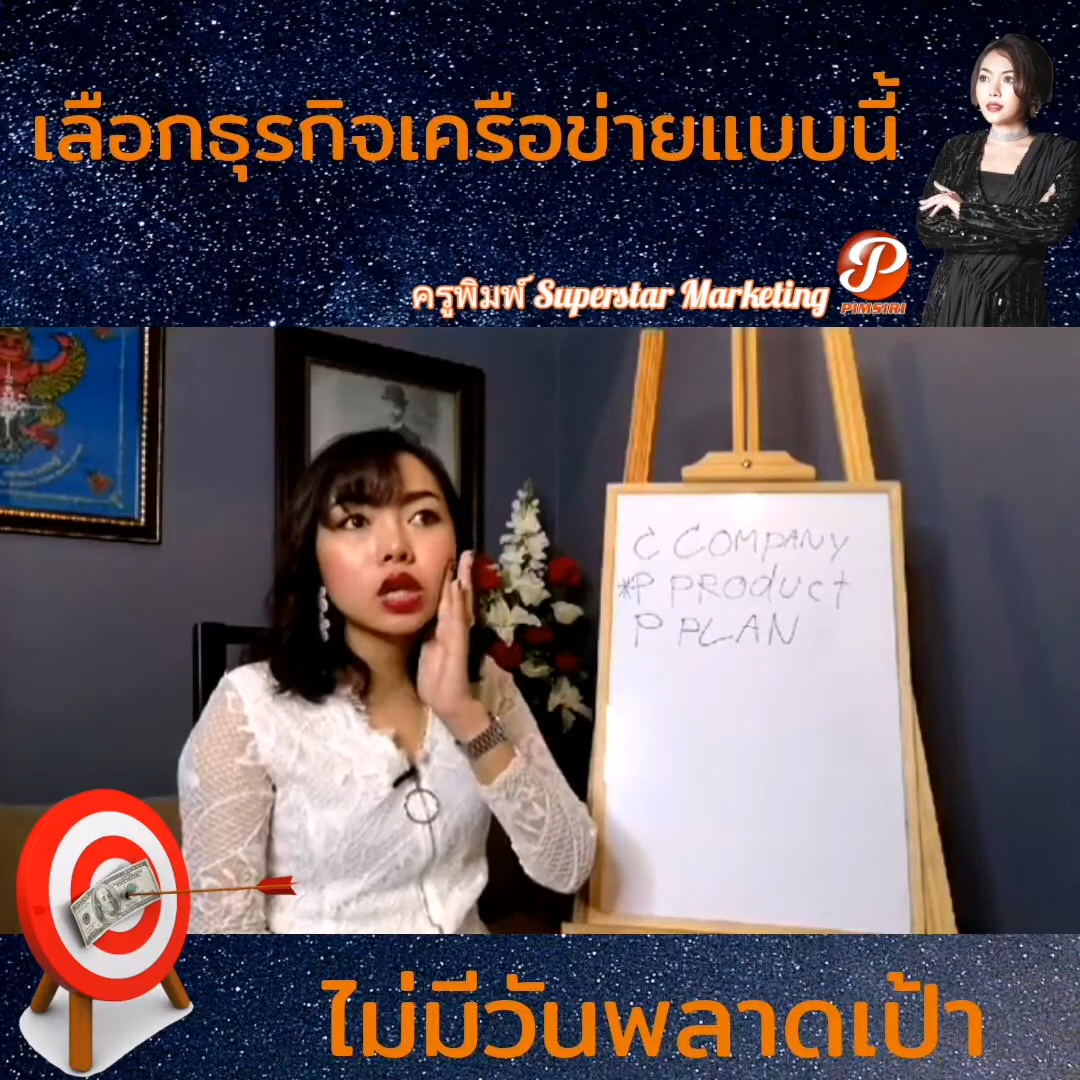 เลือกธุรกิจเครือข่ายแบบนี้
ครูพิมพ์ Superstar Marketing
P
PIMSIRI
C COMPANY
*P PRODUCT
P PLAN
ไม่มีวันพลาดเป้า